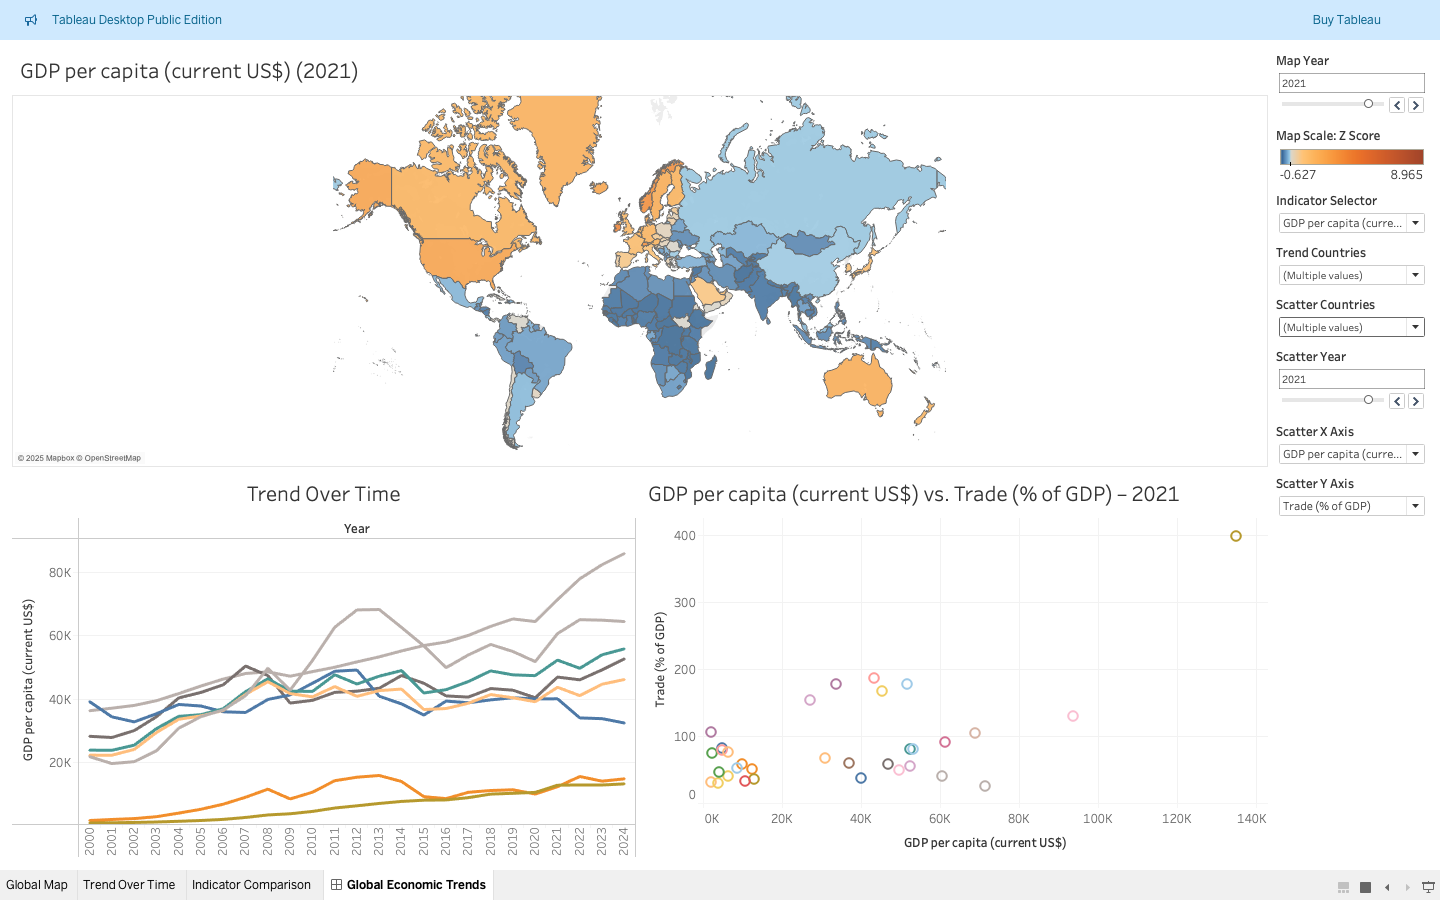 Tableau Desktop Public Edition
Buy Tableau
GDP per capita (current US$) (2021)
© 2025 Mapbox © OpenStreetMap
Map Year
2021
Map Scale: Z Score
-0.627
8.965
Indicator Selector
GDP per capita (curre...
Trend Countries
(Multiple values)
Scatter Countries
(Multiple values)
Scatter Year
2021
Scatter X Axis
GDP per capita (curre...
Scatter Y Axis
Trade (% of GDP)
Trend Over Time
Year
GDP per capita (current US$)
80K
60K
40K
20K
2000
2001
2002
2003
2004
2005
2006
2007
2008
2009
2010
2011
2012
2013
2014
2015
2016
2017
2018
2019
2020
2021
2022
2023
2024
GDP per capita (current US$) vs. Trade (% of GDP) – 2021
Trade (% of GDP)
400
300
200
100
0
0K
20K
40K
60K
80K
100K
120K
140K
GDP per capita (current US$)
Global Map
Trend Over Time
Indicator Comparison
Global Economic Trends